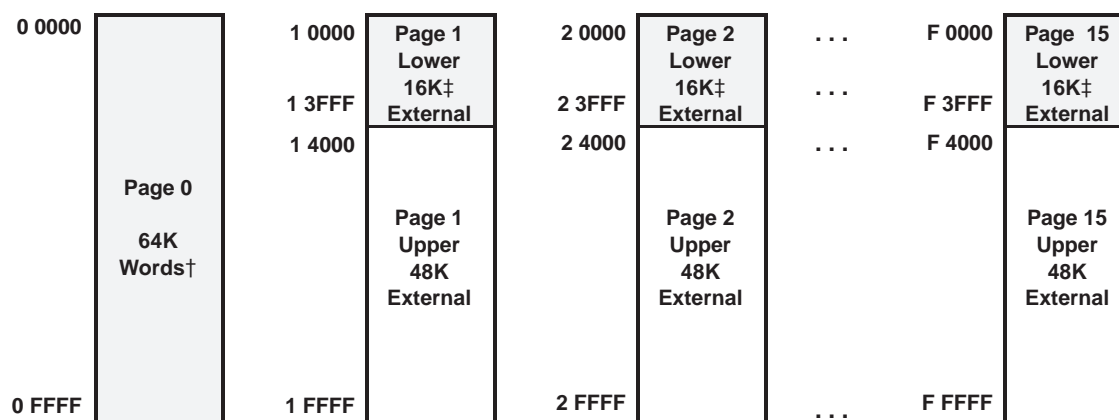 0 0000
Page 0
64K
Words†
0 FFFF
1 0000
Page 1
Lower
16K‡
External
1 3FFF
1 4000
Page 1
Upper
48K
External
1 FFFF
2 0000
Page 2
Lower
16K‡
External
2 3FFF
2 4000
Page 2
Upper
48K
External
2 FFFF
. . .
. . .
. . .
. . .
F 0000
Page 15
Lower
16K‡
External
F 3FFF
F 4000
Page 15
Upper
48K
External
F FFFF